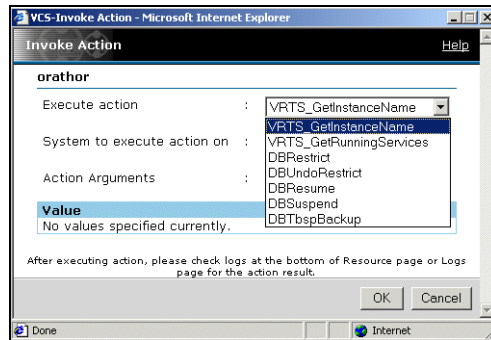 VCS-Invoke Action - Microsoft Internet Explorer
Invoke Action Help
orathor
Execute action : VRTS_GetInstanceName
VRTS_GetInstanceName
System to execute action on : VRTS_GetRunningServices
DBRestrict
Action Arguments : DBUndoRestrict
DBResume
DBSuspend
Value
DBTbspBackup
No values specified currently.
After executing action, please check logs at the bottom of Resource page or Logs
page for the action result.
OK Cancel
Done Internet